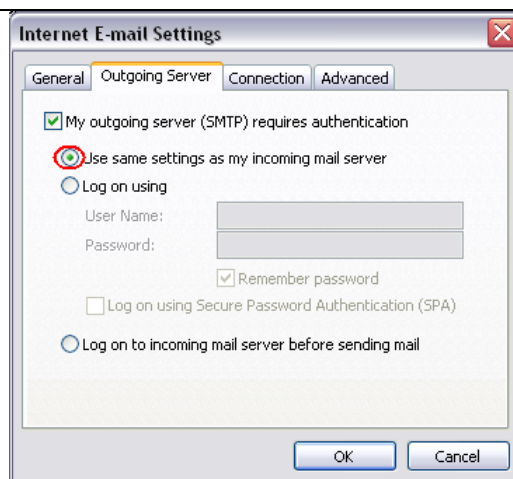 Internet E-mail Settings
General Outgoing Server Connection Advanced
My outgoing server (SMTP) requires authentication
Use same settings as my incoming mail server
Log on using
User Name:
Password:
Remember password
Log on using Secure Password Authentication (SPA)
Log on to incoming mail server before sending mail
OK Cancel